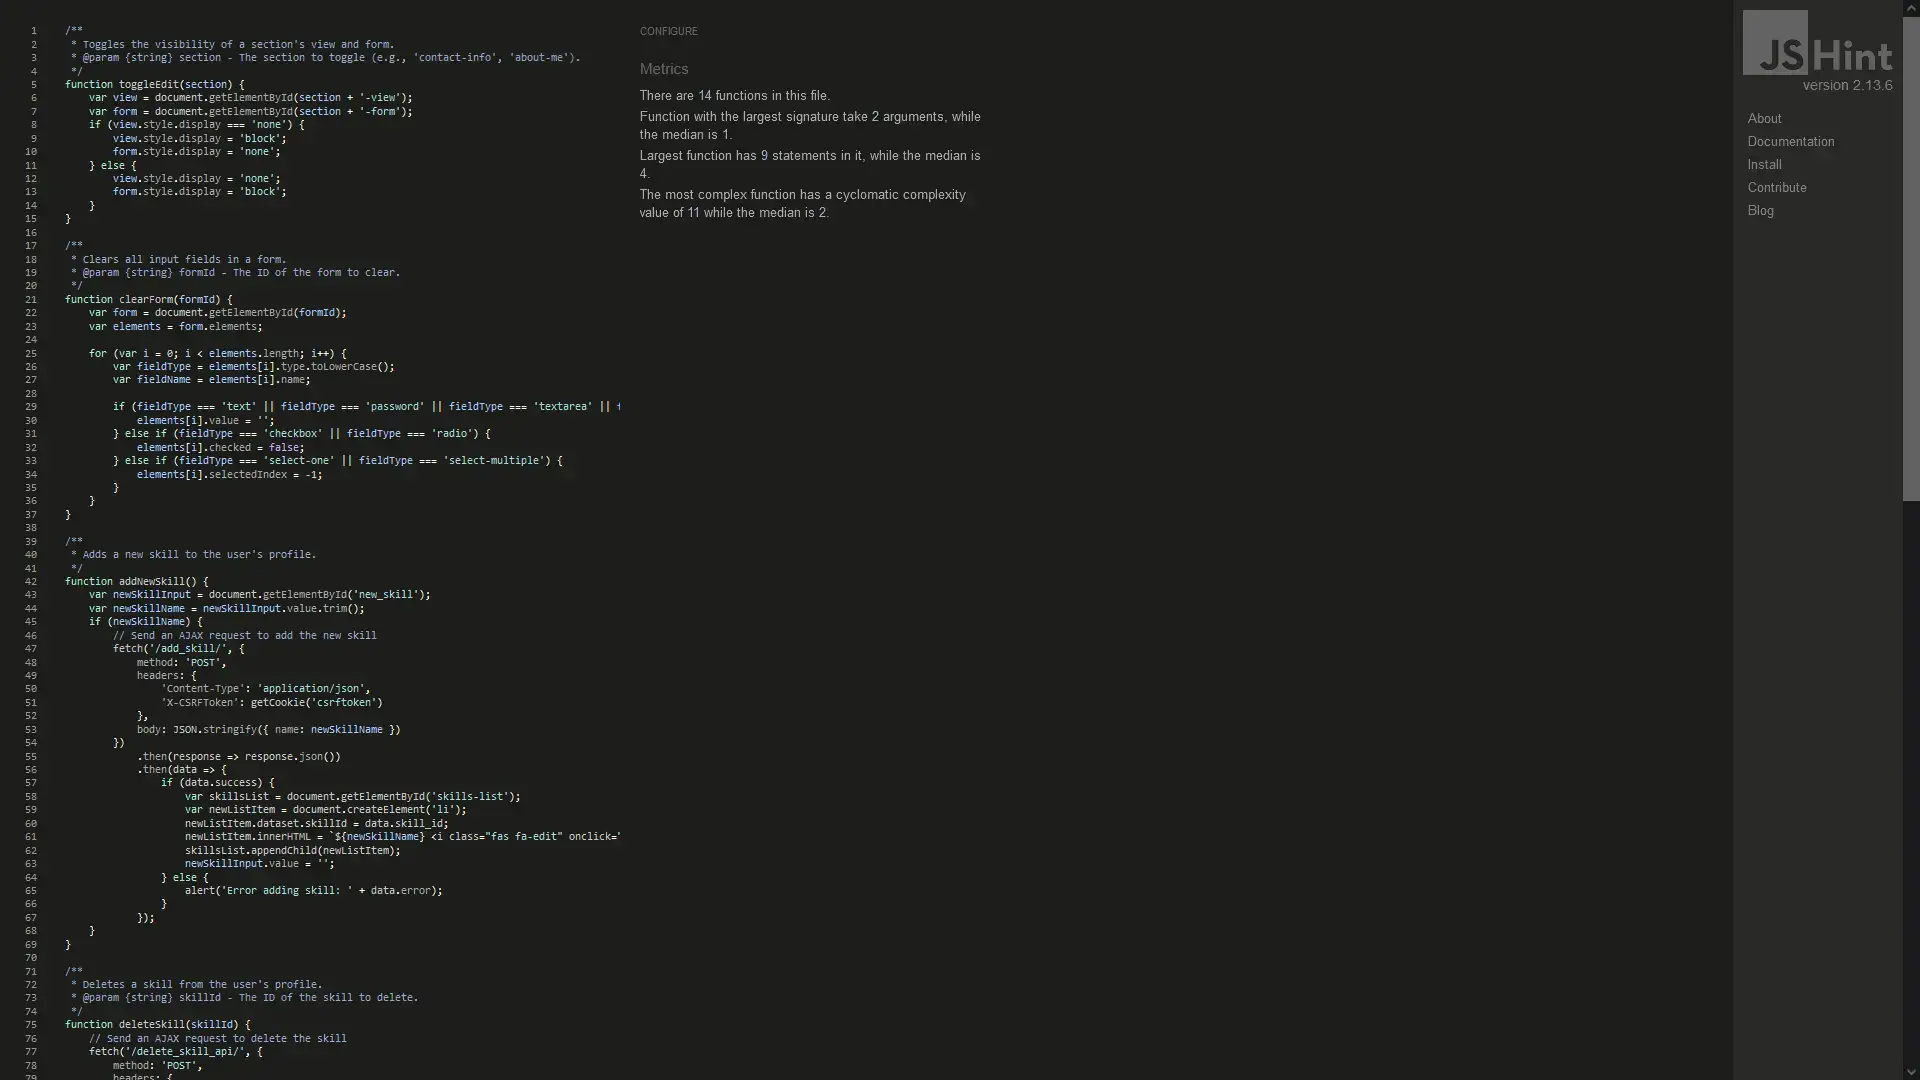 1 /**
2 * Toggles the visibility of a section's view and form.
3 * @param {string} section - The section to toggle (e.g., 'contact-info', 'about-me').
4 */
5 function toggleEdit(section) {
6 var view = document.getElementById(section + '-view');
7 var form = document.getElementById(section + '-form');
8 if (view.style.display === 'none') {
9 view.style.display = 'block';
10 form.style.display = 'none';
11 } else {
12 view.style.display = 'none';
13 form.style.display = 'block';
14 }
15 }
16
17 /**
18 * Clears all input fields in a form.
19 * @param {string} formId - The ID of the form to clear.
20 */
21 function clearForm(formId) {
22 var form = document.getElementById(formId);
23 var elements = form.elements;
24
25 for (var i = 0; i < elements.length; i++) {
26 var fieldType = elements[i].type.toLowerCase();
27 var fieldName = elements[i].name;
28
29 if (fieldType === 'text' || fieldType === 'password' || fieldType === 'textarea' ||
30 elements[i].value = '';
31 } else if (fieldType === 'checkbox' || fieldType === 'radio') {
32 elements[i].checked = false;
33 } else if (fieldType === 'select-one' || fieldType === 'select-multiple') {
34 elements[i].selectedIndex = -1;
35 }
36 }
37 }
38
39 /**
40 * Adds a new skill to the user's profile.
41 */
42 function addNewSkill() {
43 var newSkillInput = document.getElementById('new_skill');
44 var newSkillName = newSkillInput.value.trim();
45 if (newSkillName) {
46 // Send an AJAX request to add the new skill
47 fetch('/add_skill/', {
48 method: 'POST',
49 headers: {
50 'Content-Type': 'application/json',
51 'X-CSRFToken': getCookie('csrftoken')
52 },
53 body: JSON.stringify({ name: newSkillName })
54 })
55 .then(response => response.json())
56 .then(data => {
57 if (data.success) {
58 var skillsList = document.getElementById('skills-list');
59 var newListItem = document.createElement('li');
60 newListItem.dataset.skillId = data.skill_id;
61 newListItem.innerHTML = `${newSkillName} <i class="fas fa-edit" onclick="
62 skillsList.appendChild(newListItem);
63 newSkillInput.value = '';
64 } else {
65 alert('Error adding skill: ' + data.error);
66 }
67 });
68 }
69 }
70
71 /**
72 * Deletes a skill from the user's profile.
73 * @param {string} skillId - The ID of the skill to delete.
74 */
75 function deleteSkill(skillId) {
76 // Send an AJAX request to delete the skill
77 fetch('/delete_skill_api/', {
78 method: 'POST',
79 headers: {
CONFIGURE
Metrics
There are 14 functions in this file.
Function with the largest signature take 2 arguments, while
the median is 1.
Largest function has 9 statements in it, while the median is
4.
The most complex function has a cyclomatic complexity
value of 11 while the median is 2.
JSHint
version 2.13.6
About
Documentation
Install
Contribute
Blog